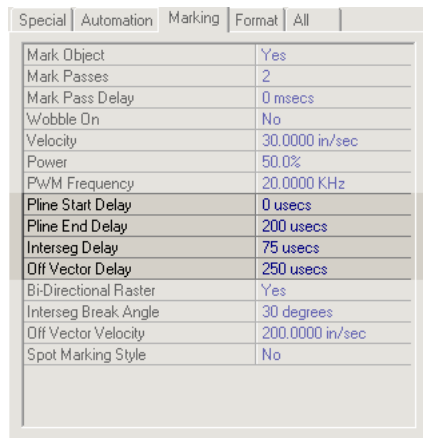 Special Automation Marking Format All
Mark Object Yes
Mark Passes 2
Mark Pass Delay 0 msecs
Wobble On No
Velocity 30.0000 in/sec
Power 50.0%
PWM Frequency 20.0000 KHz
Pline Start Delay 0 usecs
Pline End Delay 200 usecs
Interseg Delay 75 usecs
Off Vector Delay 250 usecs
Bi-Directional Raster Yes
Interseg Break Angle 30 degrees
Off Vector Velocity 200.0000 in/sec
Spot Marking Style No